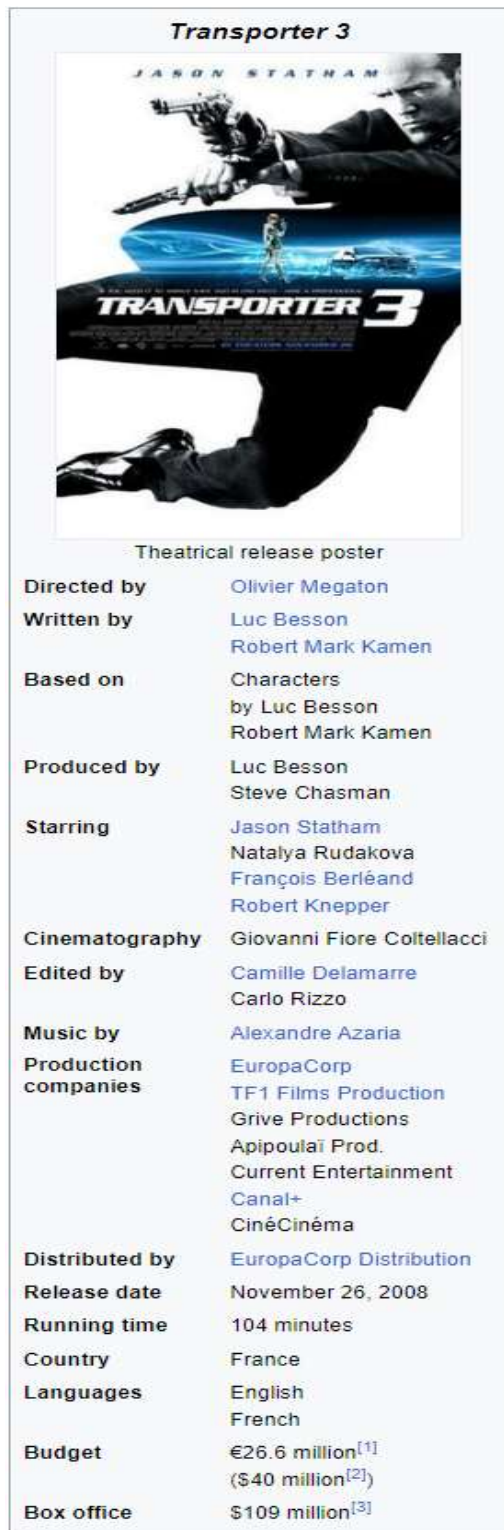 Transporter 3
JASON STATHAM
TRANSPORTER 3
Theatrical release poster
Directed by Olivier Megaton
Written by Luc Besson
Robert Mark Kamen
Based on Characters
by Luc Besson
Robert Mark Kamen
Produced by Luc Besson
Steve Chasman
Starring Jason Statham
Natalya Rudakova
François Berléand
Robert Knepper
Cinematography Giovanni Fiore Coltellacci
Edited by Camille Delamarre
Carlo Rizzo
Music by Alexandre Azaria
Production companies EuropaCorp
TF1 Films Production
Grive Productions
Apipoulaï Prod.
Current Entertainment
Canal+
CinéCinéma
Distributed by EuropaCorp Distribution
Release date November 26, 2008
Running time 104 minutes
Country France
Languages English
French
Budget €26.6 million[1]
($40 million[2])
Box office $109 million[3]